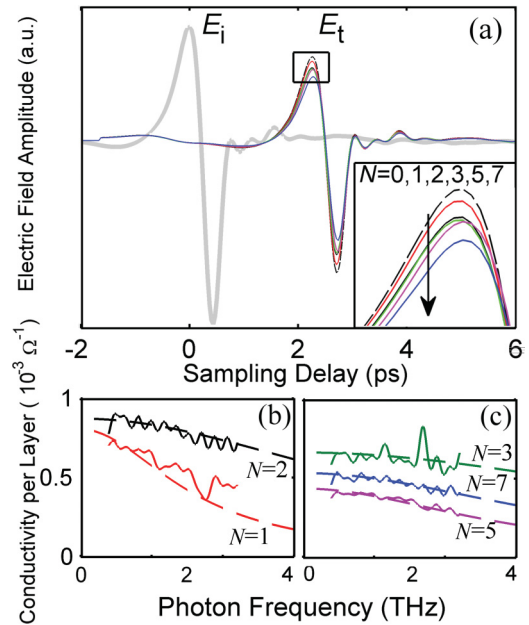 E_i
E_t
(a)
Electric Field Amplitude (a.u.)
N=0,1,2,3,5,7
-2
0
2
4
6
Sampling Delay (ps)
Conductivity per Layer ( 10⁻³ Ω⁻¹)
1
0.5
0
(b)
N=2
N=1
0
2
4
(c)
N=3
N=7
N=5
0
2
4
Photon Frequency (THz)